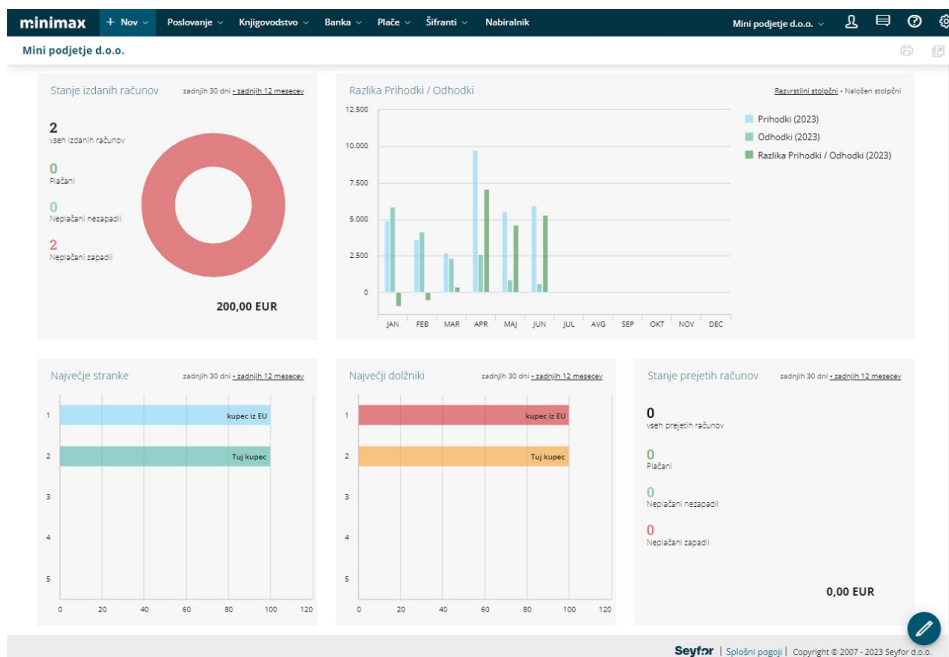 minimax + Nov Poslovanje Knjigovodstvo Banka Plače Šifranti Nabiralnik Mini podjetje d.o.o.
Mini podjetje d.o.o.
Stanje izdanih računov zadnjih 30 dni • zadnjih 12 mesecev
2
vseh izdanih računov
0
Plačani
0
Neplačani nezapadli
2
Neplačani zapadli
200,00 EUR
Razlika Prihodki / Odhodki Razvrstilni stolpčni • Naložen stolpčni
12.500
10.000
7.500
5.000
2.500
0
JAN FEB MAR APR MAJ JUN JUL AVG SEP OKT NOV DEC
Prihodki (2023)
Odhodki (2023)
Razlika Prihodki / Odhodki (2023)
Največje stranke zadnjih 30 dni • zadnjih 12 mesecev
1 kupec iz EU
2 Tuj kupec
3
4
5
0 20 40 60 80 100 120
Največji dolžniki zadnjih 30 dni • zadnjih 12 mesecev
1 kupec iz EU
2 Tuj kupec
3
4
5
0 20 40 60 80 100 120
Stanje prejetih računov zadnjih 30 dni • zadnjih 12 mesecev
0
vseh prejetih računov
0
Plačani
0
Neplačani nezapadli
0
Neplačani zapadli
0,00 EUR
Seyfor | Splošni pogoji | Copyright © 2007 - 2023 Seyfor d.o.o.